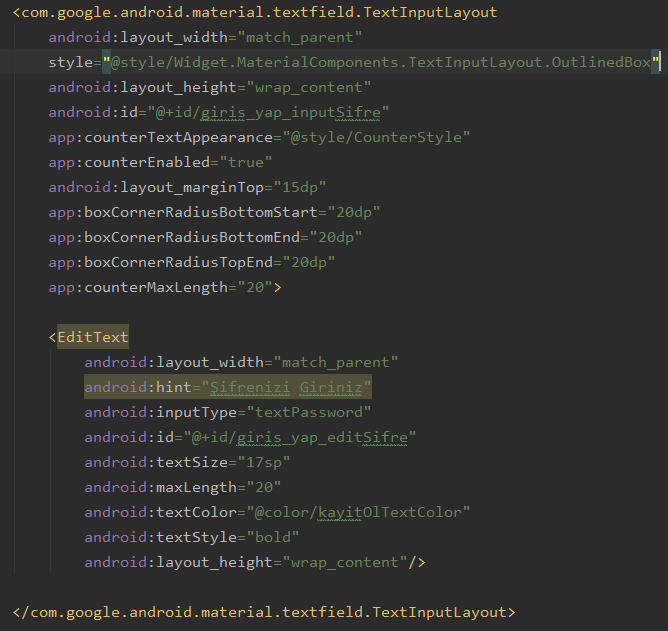 <com.google.android.material.textfield.TextInputLayout
android:layout_width="match_parent"
style="@style/Widget.MaterialComponents.TextInputLayout.OutlinedBox"
android:layout_height="wrap_content"
android:id="@+id/giris_yap_inputSifre"
app:counterTextAppearance="@style/CounterStyle"
app:counterEnabled="true"
android:layout_marginTop="15dp"
app:boxCornerRadiusBottomStart="20dp"
app:boxCornerRadiusBottomEnd="20dp"
app:boxCornerRadiusTopEnd="20dp"
app:counterMaxLength="20">
<EditText
android:layout_width="match_parent"
android:hint="Şifrenizi Giriniz"
android:inputType="textPassword"
android:id="@+id/giris_yap_editSifre"
android:textSize="17sp"
android:maxLength="20"
android:textColor="@color/kayitOlTextColor"
android:textStyle="bold"
android:layout_height="wrap_content"/>
</com.google.android.material.textfield.TextInputLayout>